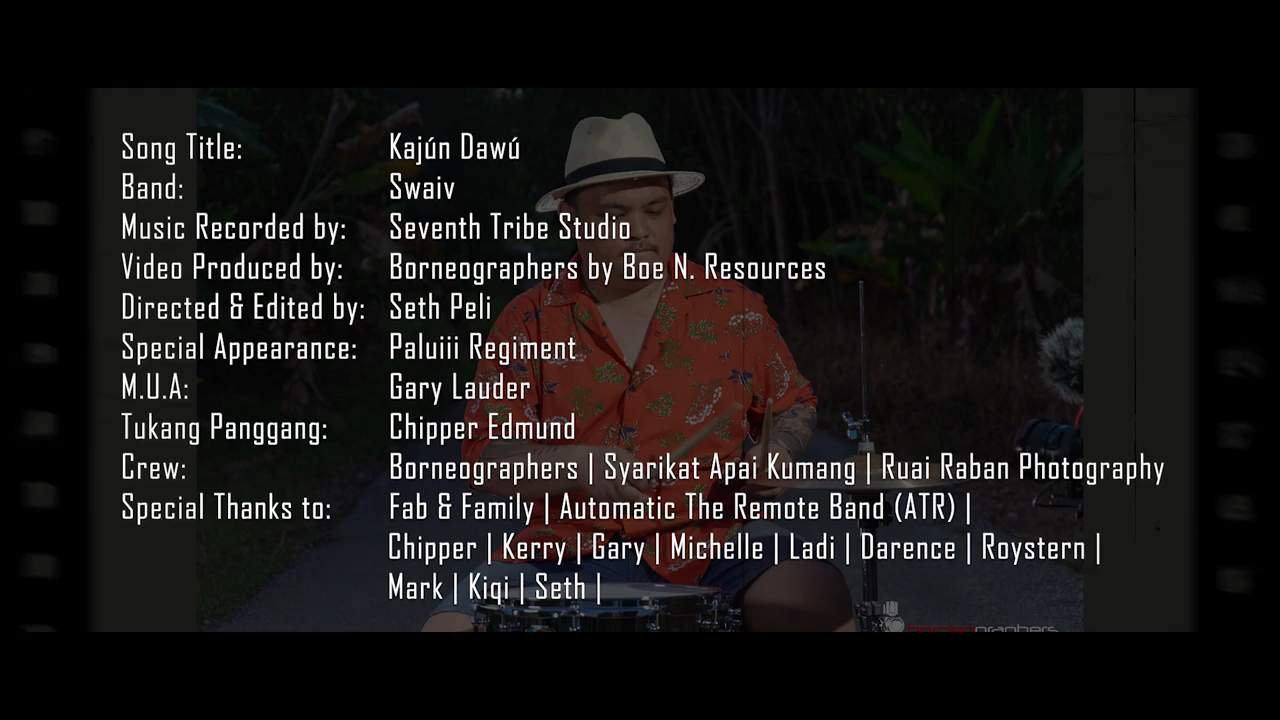 Song Title: Kajún Dawú
Band: Swaiv
Music Recorded by: Seventh Tribe Studio
Video Produced by: Borneographers by Boe N. Resources
Directed & Edited by: Seth Peli
Special Appearance: Paluiii Regiment
M.U.A: Gary Lauder
Tukang Panggang: Chipper Edmund
Crew: Borneographers | Syarikat Apai Kumang | Ruai Raban Photography
Special Thanks to: Fab & Family | Automatic The Remote Band (ATR) |
Chipper | Kerry | Gary | Michelle | Ladi | Darence | Roystern |
Mark | Kiqi | Seth |
borneographers